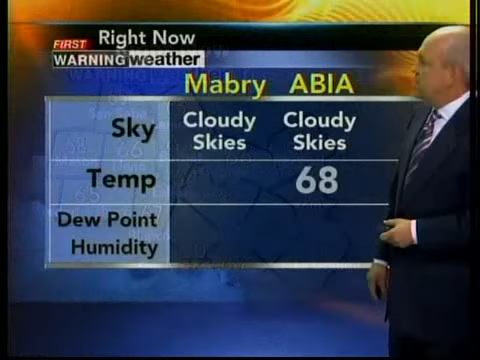 Right Now
FIRST
WARNING weather
Mabry ABIA
Sky Cloudy Skies Cloudy Skies
Temp 68
Dew Point
Humidity